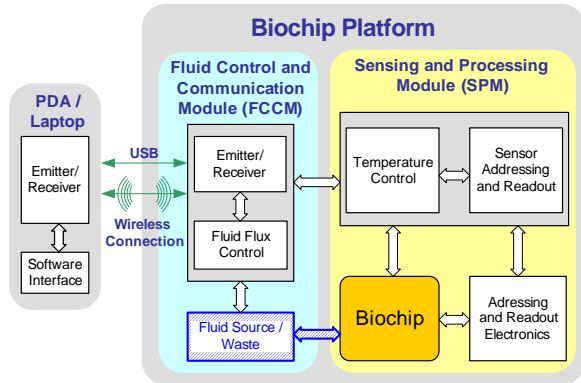 Biochip Platform
Fluid Control and
Communication
Module (FCCM)
Sensing and Processing
Module (SPM)
PDA /
Laptop
USB
Emitter/
Receiver
Wireless
Connection
Software
Interface
Emitter/
Receiver
Fluid Flux
Control
Temperature
Control
Sensor
Addressing
and Readout
Fluid Source /
Waste
Biochip
Adressing and
Readout
Electronics